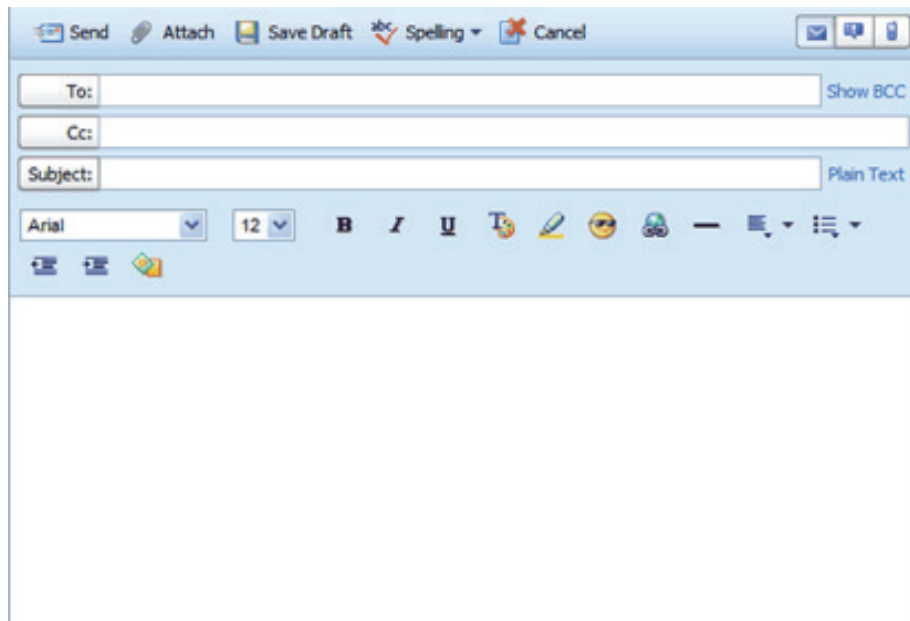 Send Attach Save Draft Spelling Cancel
To: Show BCC
Cc:
Subject: Plain Text
Arial 12 B I U T